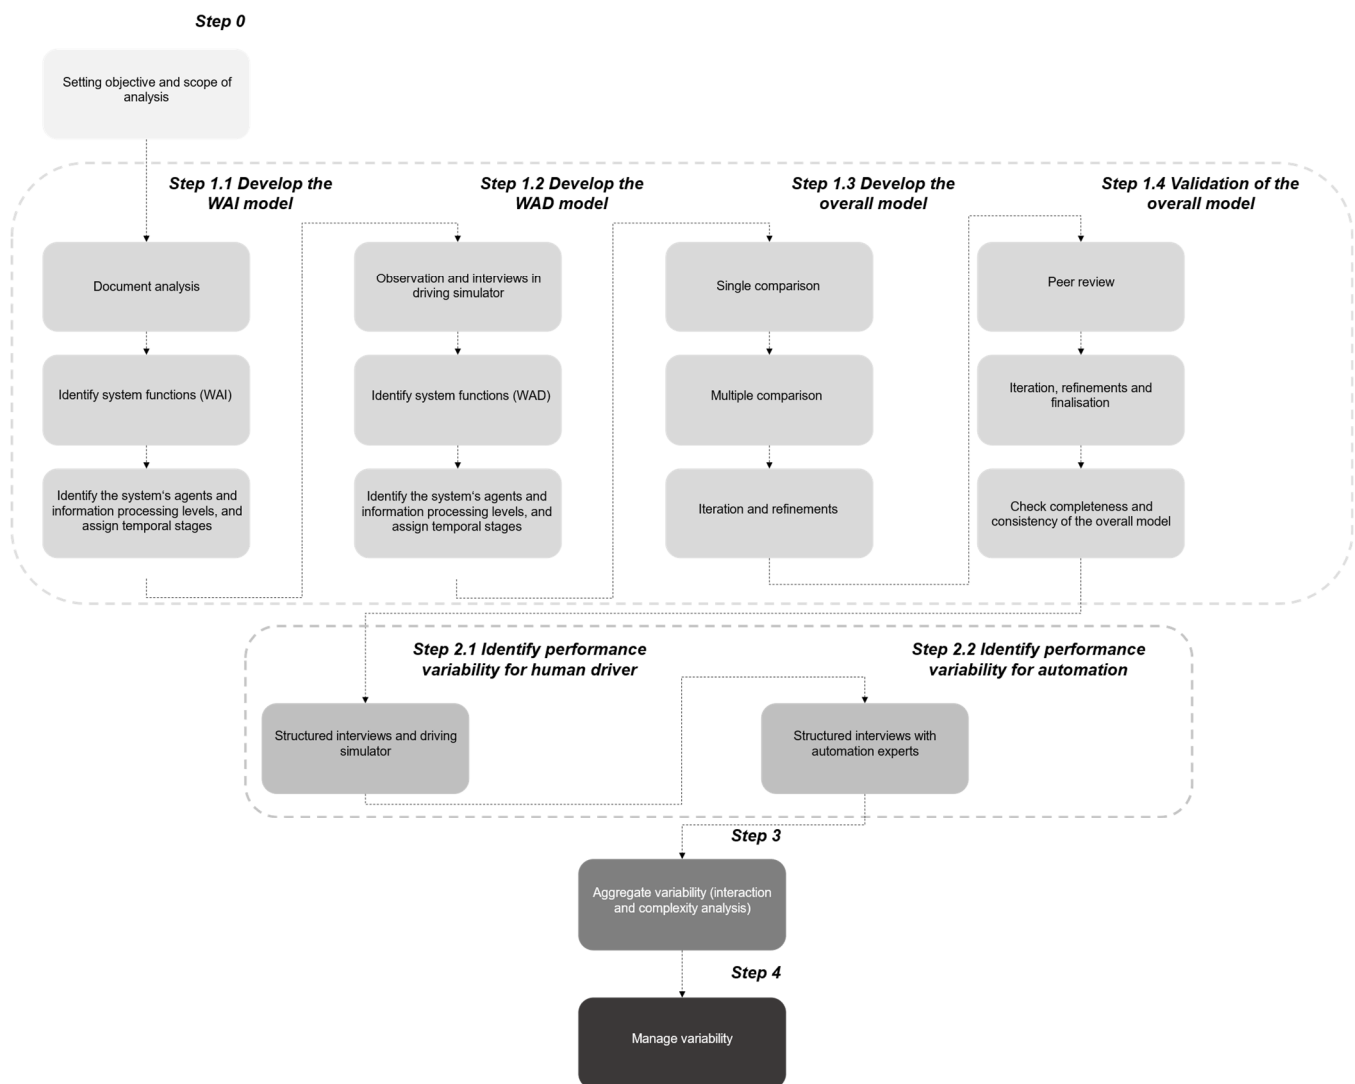 Step 0
Setting objective and scope of
analysis
Step 1.1 Develop the
WAI model
Document analysis
Identify system functions (WAI)
Identify the system‘s agents and
information processing levels, and
assign temporal stages
Step 1.2 Develop the
WAD model
Observation and interviews in
driving simulator
Identify system functions (WAD)
Identify the system‘s agents and
information processing levels, and
assign temporal stages
Step 1.3 Develop the
overall model
Single comparison
Multiple comparison
Iteration and refinements
Step 1.4 Validation of the
overall model
Peer review
Iteration, refinements and
finalisation
Check completeness and
consistency of the overall model
Step 2.1 Identify performance
variability for human driver
Structured interviews and driving
simulator
Step 2.2 Identify performance
variability for automation
Structured interviews with
automation experts
Step 3
Aggregate variability (interaction
and complexity analysis)
Step 4
Manage variability